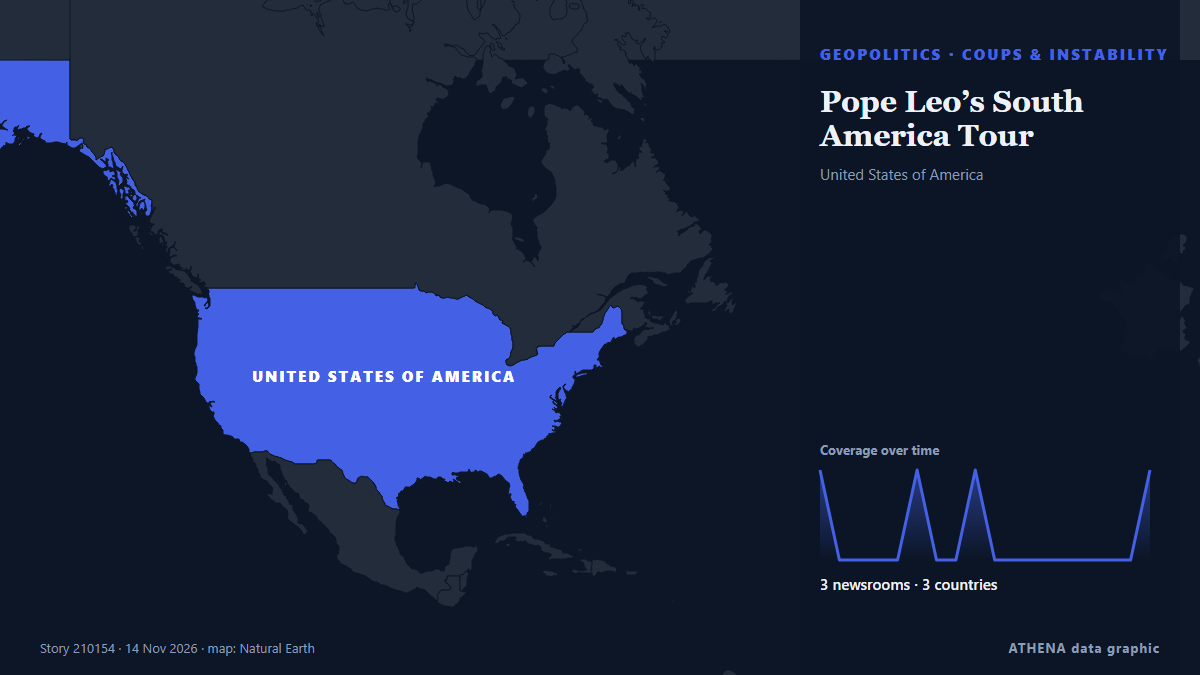 GEOPOLITICS · COUPS & INSTABILITY
Pope Leo’s South
America Tour
United States of America
UNITED STATES OF AMERICA
Coverage over time
3 newsrooms · 3 countries
Story 210154 · 14 Nov 2026 · map: Natural Earth
ATHENA data graphic